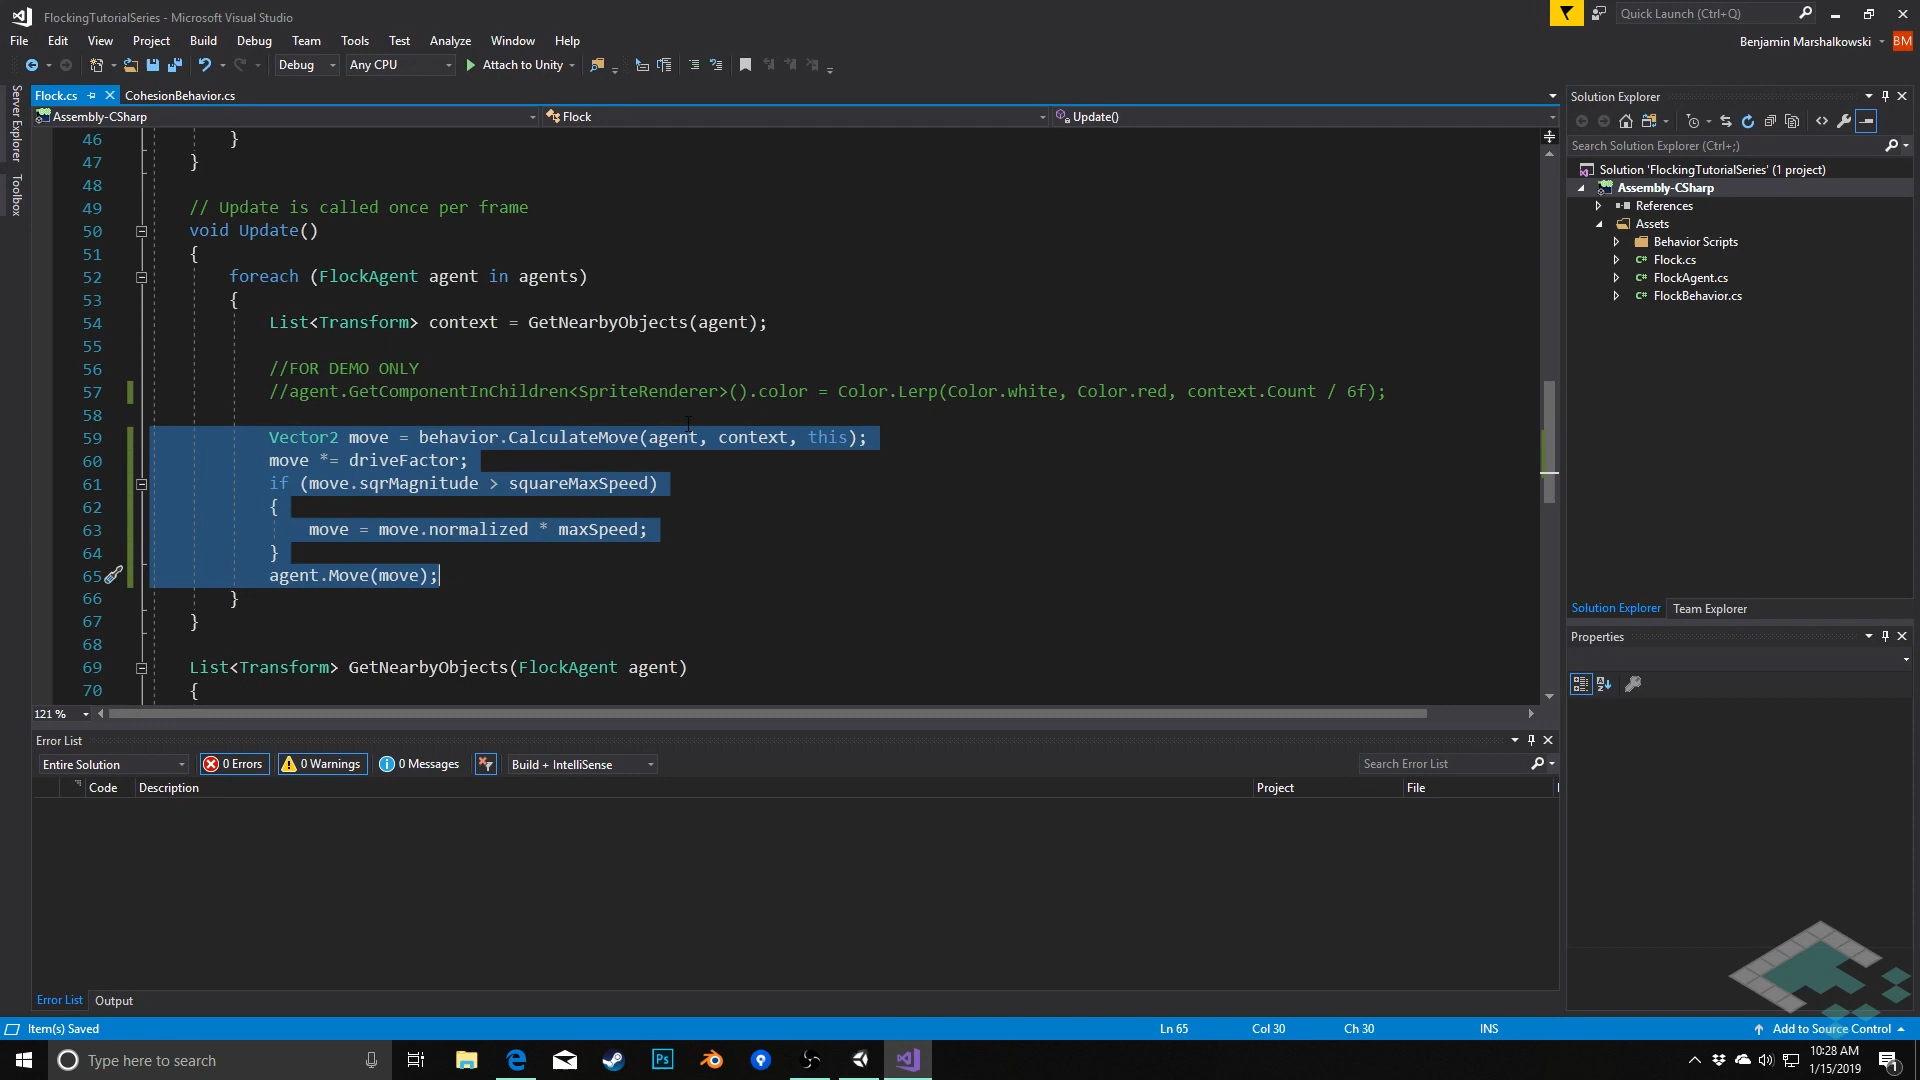 FlockingTutorialSeries - Microsoft Visual Studio
Quick Launch (Ctrl+Q)
File Edit View Project Build Debug Team Tools Test Analyze Window Help
Benjamin Marshalkowski BM
Debug Any CPU Attach to Unity
Server Explorer
Toolbox
Flock.cs CohesionBehavior.cs
Assembly-CSharp Flock Update()
46 }
47 }
48
49 // Update is called once per frame
50 void Update()
51 {
52 foreach (FlockAgent agent in agents)
53 {
54 List<Transform> context = GetNearbyObjects(agent);
55
56 //FOR DEMO ONLY
57 //agent.GetComponentInChildren<SpriteRenderer>().color = Color.Lerp(Color.white, Color.red, context.Count / 6f);
58
59 Vector2 move = behavior.CalculateMove(agent, context, this);
60 move *= driveFactor;
61 if (move.sqrMagnitude > squareMaxSpeed)
62 {
63 move = move.normalized * maxSpeed;
64 }
65 agent.Move(move);
66 }
67 }
68
69 List<Transform> GetNearbyObjects(FlockAgent agent)
70 {
121 %
Solution Explorer
Search Solution Explorer (Ctrl+;)
Solution 'FlockingTutorialSeries' (1 project)
Assembly-CSharp
References
Assets
Behavior Scripts
C# Flock.cs
C# FlockAgent.cs
C# FlockBehavior.cs
Solution Explorer Team Explorer
Properties
Error List
Entire Solution 0 Errors 0 Warnings 0 Messages Build + IntelliSense Search Error List
Code Description Project File
Error List Output
Item(s) Saved Ln 65 Col 30 Ch 30 INS Add to Source Control
Type here to search
Ps
10:28 AM
1/15/2019
1